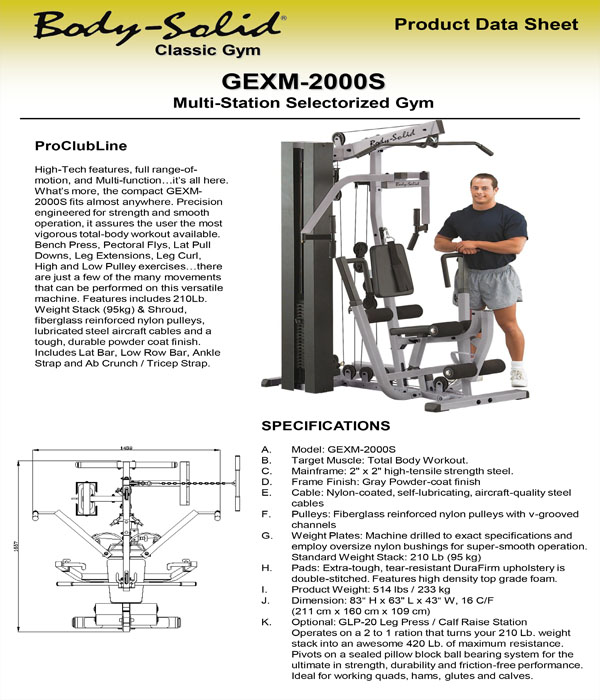 Body-Solid®
Classic Gym
Product Data Sheet
GEXM-2000S
Multi-Station Selectorized Gym
ProClubLine
High-Tech features, full range-of-
motion, and Multi-function…it's all here.
What's more, the compact GEXM-
2000S fits almost anywhere. Precision
engineered for strength and smooth
operation, it assures the user the most
vigorous total-body workout available.
Bench Press, Pectoral Flys, Lat Pull
Downs, Leg Extensions, Leg Curl,
High and Low Pulley exercises…there
are just a few of the many movements
that can be performed on this versatile
machine. Features includes 210Lb.
Weight Stack (95kg) & Shroud,
fiberglass reinforced nylon pulleys,
lubricated steel aircraft cables and a
tough, durable powder coat finish.
Includes Lat Bar, Low Row Bar, Ankle
Strap and Ab Crunch / Tricep Strap.
Body-Solid
Body-Solid
SPECIFICATIONS
A. Model: GEXM-2000S
B. Target Muscle: Total Body Workout.
C. Mainframe: 2" x 2" high-tensile strength steel.
D. Frame Finish: Gray Powder-coat finish
E. Cable: Nylon-coated, self-lubricating, aircraft-quality steel
cables
F. Pulleys: Fiberglass reinforced nylon pulleys with v-grooved
channels
G. Weight Plates: Machine drilled to exact specifications and
employ oversize nylon bushings for super-smooth operation.
Standard Weight Stack: 210 Lb (95 kg)
H. Pads: Extra-tough, tear-resistant DuraFirm upholstery is
double-stitched. Features high density top grade foam.
I. Product Weight: 514 lbs / 233 kg
J. Dimension: 83" H x 63" L x 43" W, 16 C/F
(211 cm x 160 cm x 109 cm)
K. Optional: GLP-20 Leg Press / Calf Raise Station
Operates on a 2 to 1 ration that turns your 210 Lb. weight
stack into an awesome 420 Lb. of maximum resistance.
Pivots on a sealed pillow block ball bearing system for the
ultimate in strength, durability and friction-free performance.
Ideal for working quads, hams, glutes and calves.